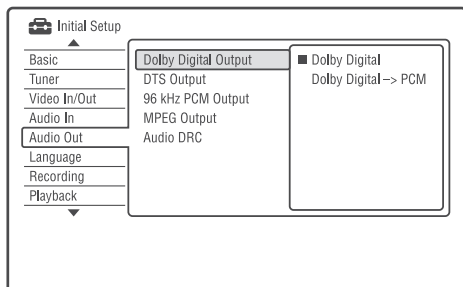 Initial Setup
Basic
Tuner
Video In/Out
Audio In
Audio Out
Language
Recording
Playback
Dolby Digital Output
DTS Output
96 kHz PCM Output
MPEG Output
Audio DRC
Dolby Digital
Dolby Digital –> PCM